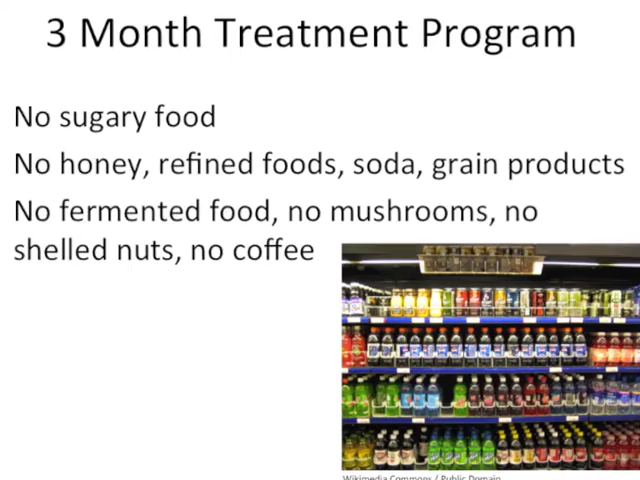 3 Month Treatment Program
No sugary food
No honey, refined foods, soda, grain products
No fermented food, no mushrooms, no
shelled nuts, no coffee
Wikimedia Commons / Public Domain